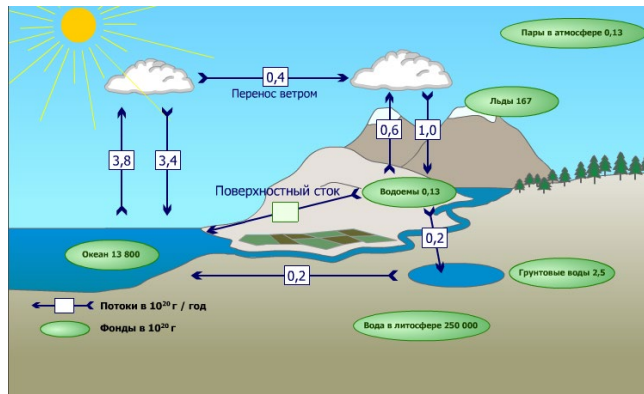 Пары в атмосфере 0,13
0,4
Перенос ветром
Льды 167
3,8
3,4
0,6
1,0
Поверхностный сток
Водоемы 0,13
0,2
Океан 13 800
0,2
Грунтовые воды 2,5
Потоки в 10²⁰ г / год
Фонды в 10²⁰ г
Вода в литосфере 250 000